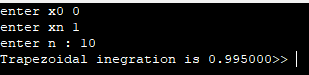 enter x0 0
enter xn 1
enter n : 10
Trapezoidal inegration is 0.995000>>